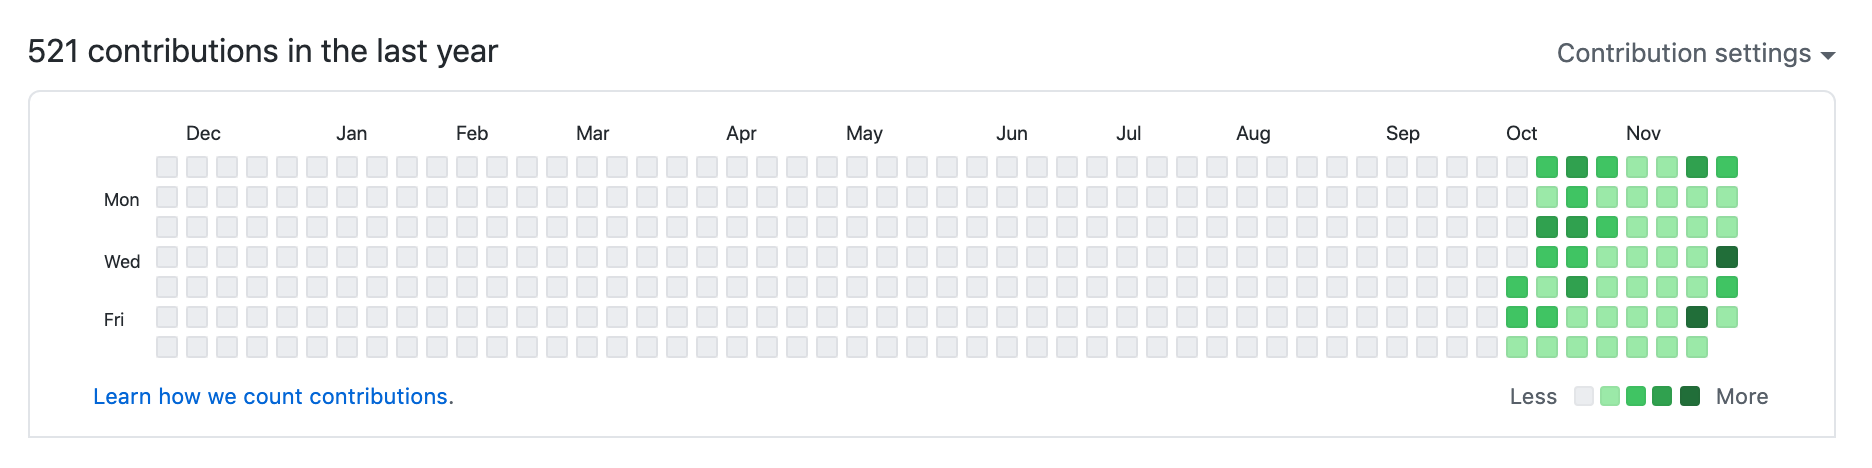 521 contributions in the last year
Contribution settings
Dec Jan Feb Mar Apr May Jun Jul Aug Sep Oct Nov
Mon
Wed
Fri
Learn how we count contributions.
Less More